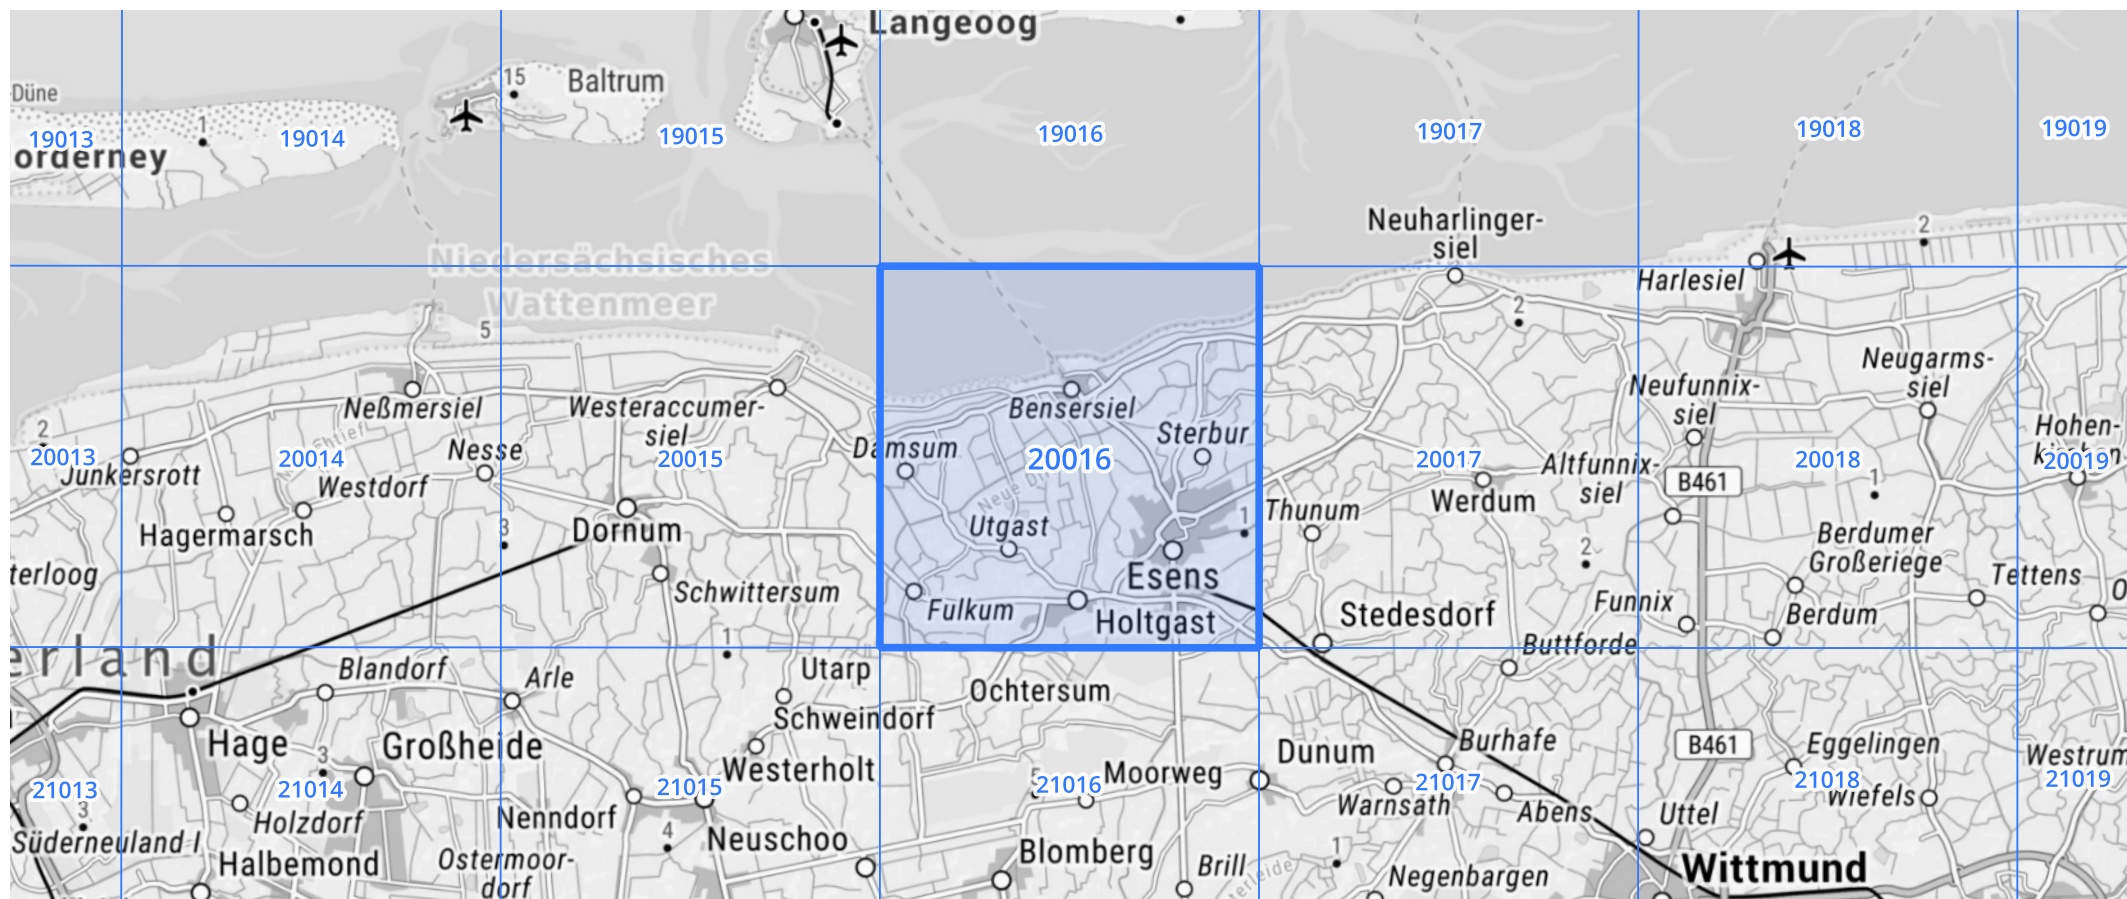 Langeoog
15
Baltrum
Düne
1
19013
19014
19015
19016
19017
19018
19019
orderney
Neuharlinger-
siel
2
Niedersächsisches
Wattenmeer
Harlesiel
5
2
Neugarms-
siel
Neßmersiel
Westeraccumer-
siel
Bensersiel
Neufunnix-
siel
2
Nesse
Damsum
Sterbur
Hohen-
20013
20014
20015
20016
20017
20018
20019
Junkersrott
Westdorf
Altfunnix-
siel
B461
1
Werdum
Thunum
Hagermarsch
3
Dornum
Utgast
1
Berdumer
Großeriege
2
terloog
Schwittersum
Esens
Tettens
Fulkum
Holtgast
Stedesdorf
Funnix
Berdum
O
Buttforde
1
erland
Blandorf
Arle
Utarp
Ochtersum
Schweindorf
Hage
Großheide
Burhafe
B461
Eggelingen
Westrum
3
Westerholt
Moorweg
Dunum
5
21013
21014
21015
21016
21017
21018
21019
3
Holzdorf
Nenndorf
Warnsath
Abens
Wiefels
Uttel
Süderneuland I
4
Neuschoo
Halbemond
Ostermoor-
dorf
Blomberg
Brill
1
Negenbargen
Wittmund